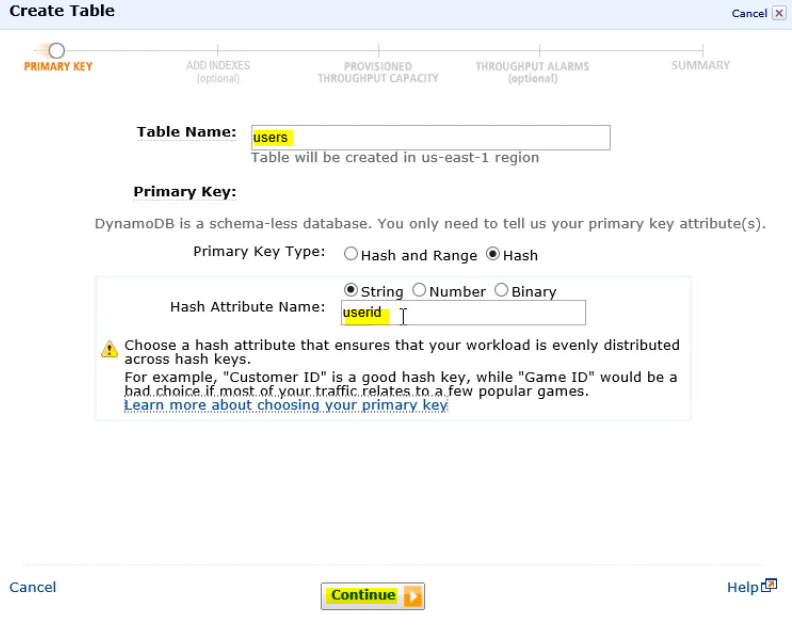 Create Table
Cancel
PRIMARY KEY
ADD INDEXES
(optional)
PROVISIONED
THROUGHPUT CAPACITY
THROUGHPUT ALARMS
(optional)
SUMMARY
Table Name: users
Table will be created in us-east-1 region
Primary Key:
DynamoDB is a schema-less database. You only need to tell us your primary key attribute(s).
Primary Key Type: Hash and Range Hash
String Number Binary
Hash Attribute Name: userid
Choose a hash attribute that ensures that your workload is evenly distributed
across hash keys.
For example, "Customer ID" is a good hash key, while "Game ID" would be a
bad choice if most of your traffic relates to a few popular games.
Learn more about choosing your primary key
Cancel
Continue
Help